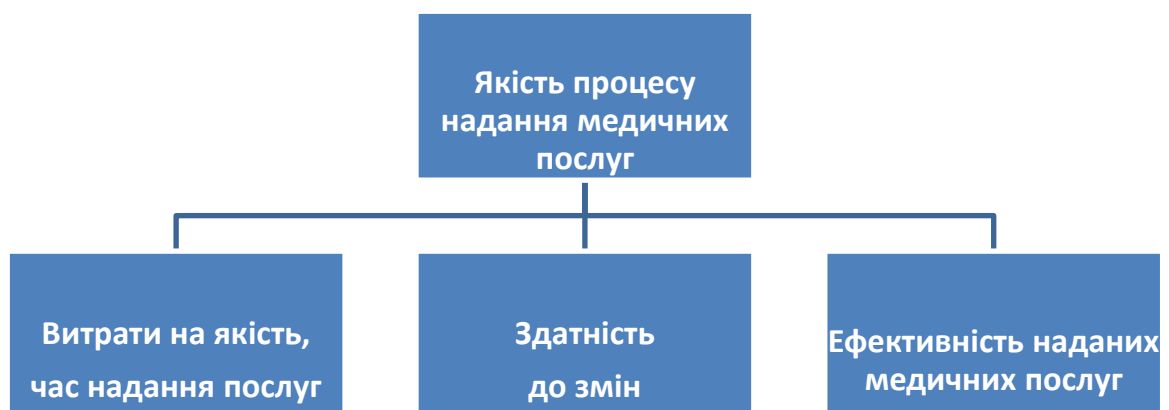 Якість процесу
надання медичних
послуг
Витрати на якість,
час надання послуг
Здатність
до змін
Ефективність наданих
медичних послуг